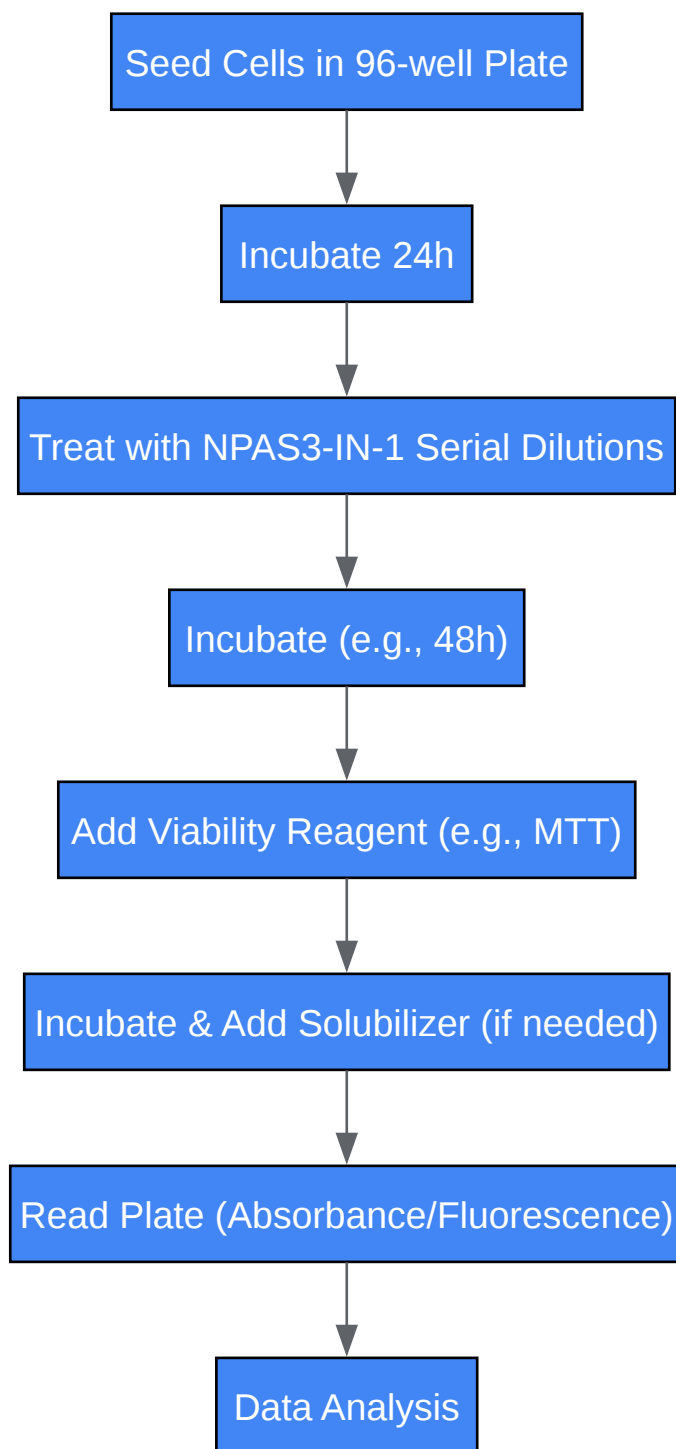 Seed Cells in 96-well Plate
Incubate 24h
Treat with NPAS3-IN-1 Serial Dilutions
Incubate (e.g., 48h)
Add Viability Reagent (e.g., MTT)
Incubate & Add Solubilizer (if needed)
Read Plate (Absorbance/Fluorescence)
Data Analysis